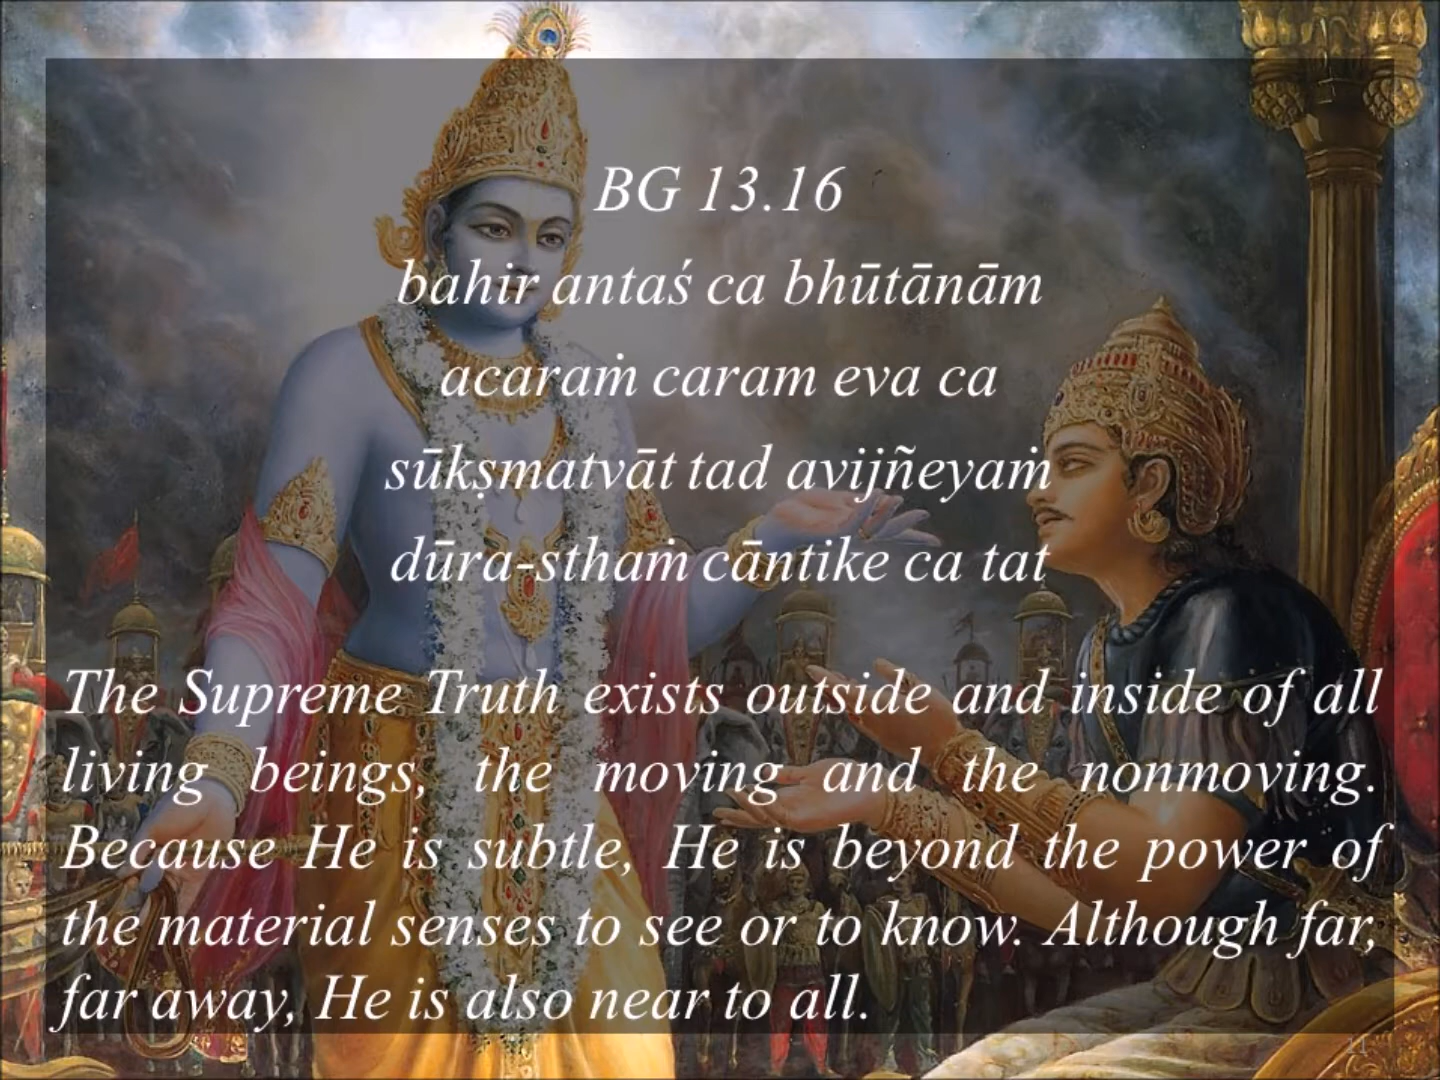 BG 13.16
bahir antaś ca bhūtānām
acaraṁ caram eva ca
sūkṣmatvāt tad avijñeyaṁ
dūra-sthaṁ cāntike ca tat
The Supreme Truth exists outside and inside of all
living beings, the moving and the nonmoving.
Because He is subtle, He is beyond the power of
the material senses to see or to know. Although far,
far away, He is also near to all.
11